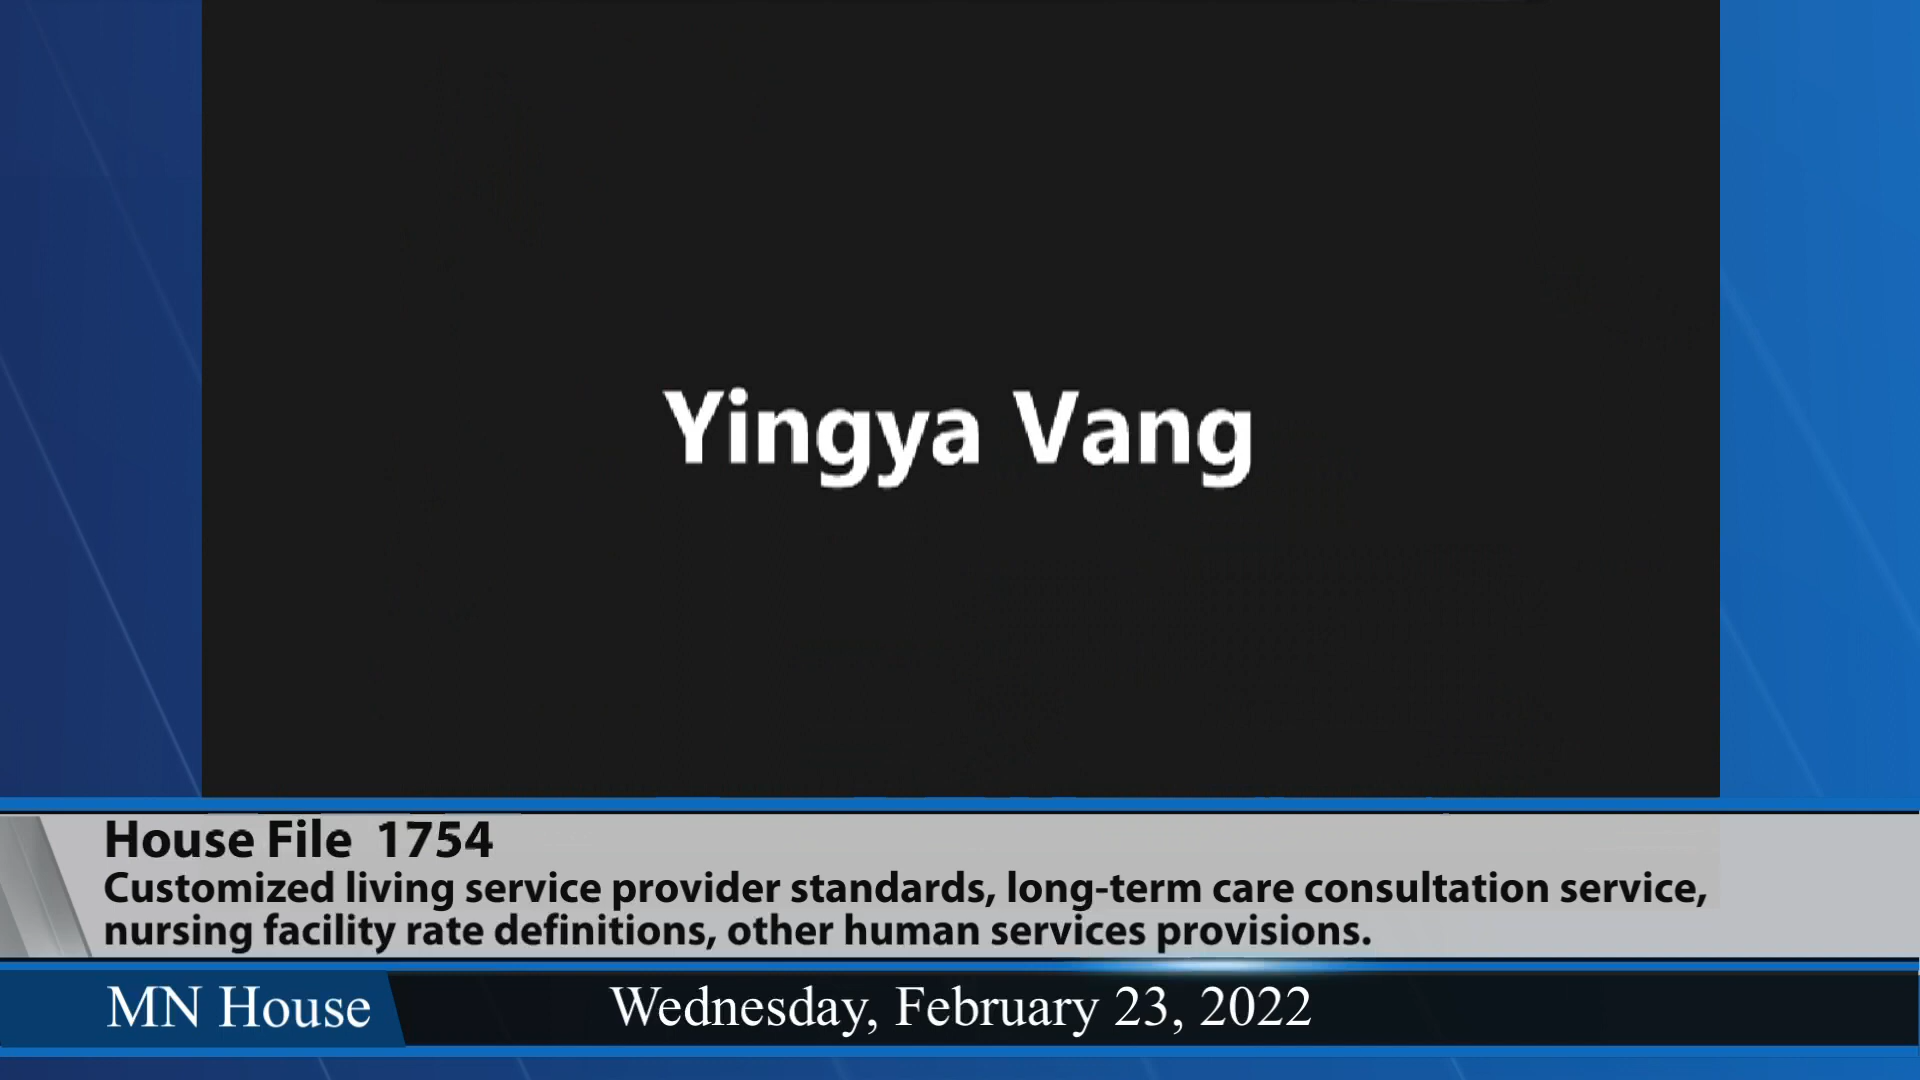 Yingya Vang
House File 1754
Customized living service provider standards, long-term care consultation service,
nursing facility rate definitions, other human services provisions.
MN House
Wednesday, February 23, 2022